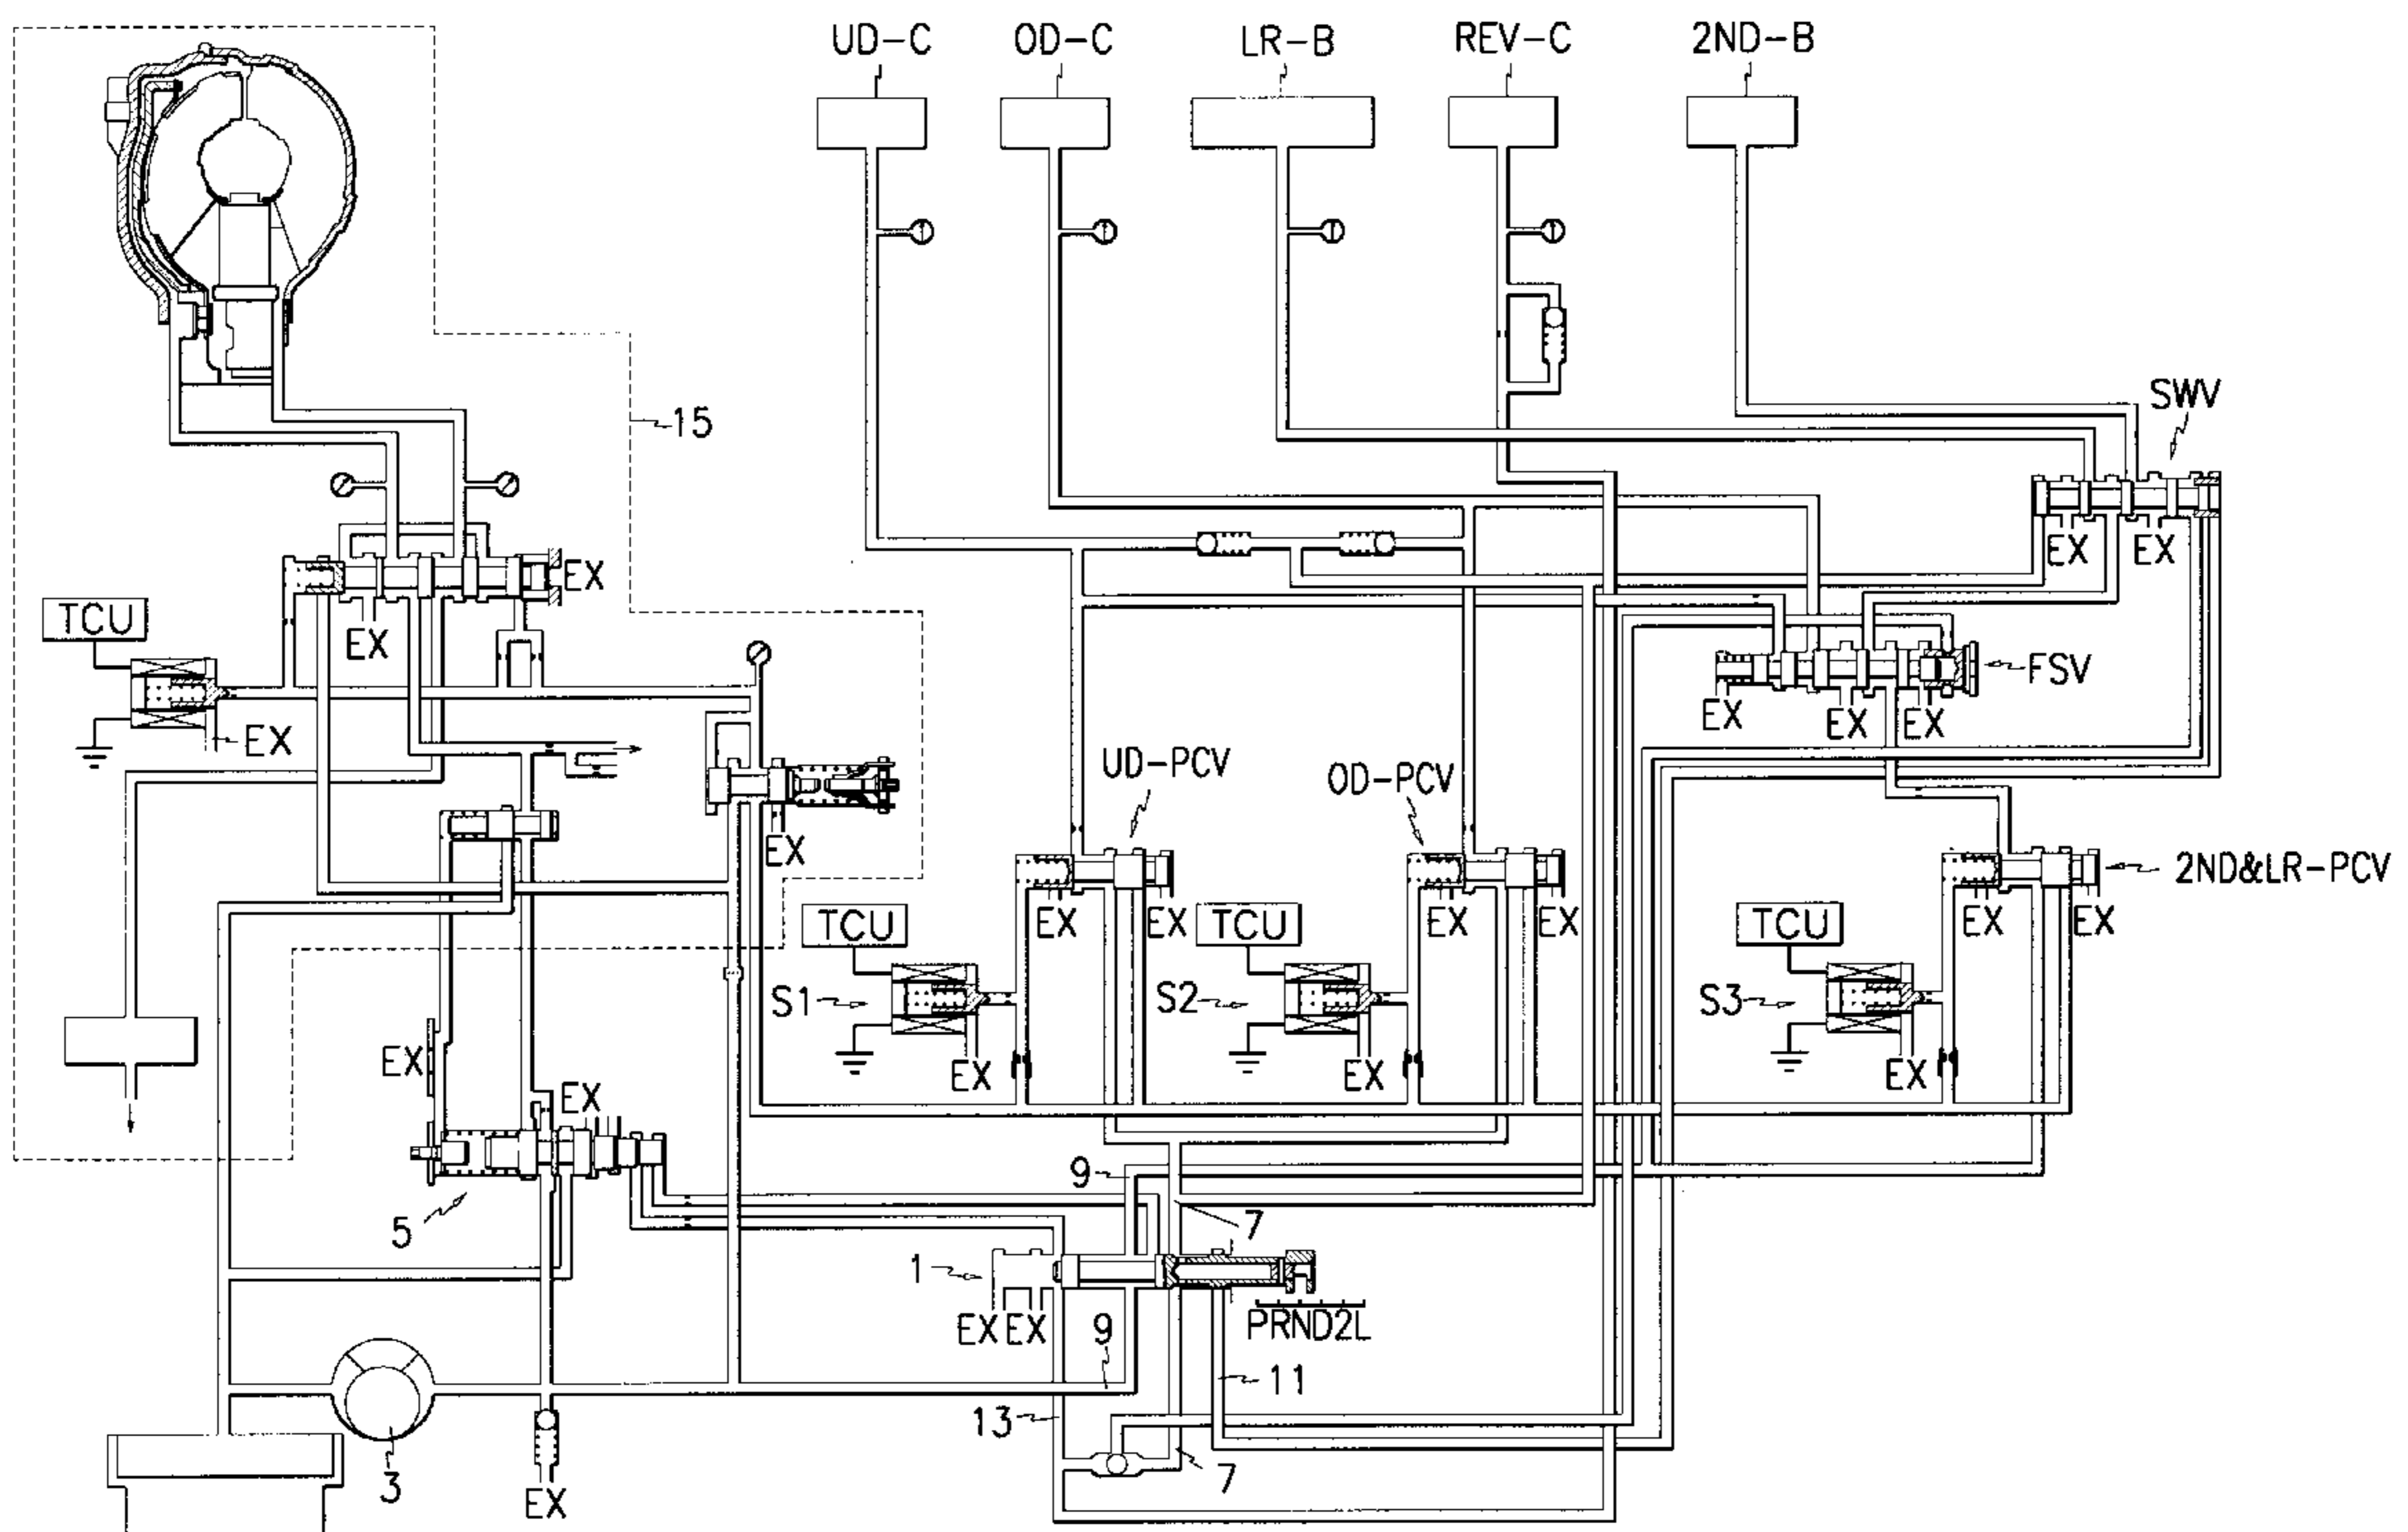 UD-C OD-C LR-B REV-C 2ND-B
SWV
15
EX EX
EX
TCU
EX
FSV
EX EX EX
EX
UD-PCV
OD-PCV
EX
2ND&LR-PCV
EX EX EX EX EX EX
TCU TCU TCU
S1 S2 S3
EX
EX EX EX
EX
9
5 7
1
EX EX PRND2L
9
11
13
3 7
EX